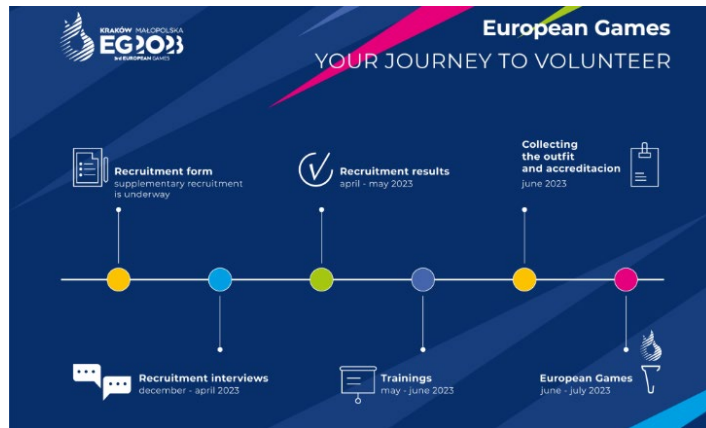 KRAKÓW MAŁOPOLSKA
EG2023
3rd EUROPEAN GAMES
European Games
YOUR JOURNEY TO VOLUNTEER
Recruitment form
supplementary recruitment
is underway
Recruitment results
april - may 2023
Collecting
the outfit
and accreditacion
june 2023
Recruitment interviews
december - april 2023
Trainings
may - june 2023
European Games
june - july 2023